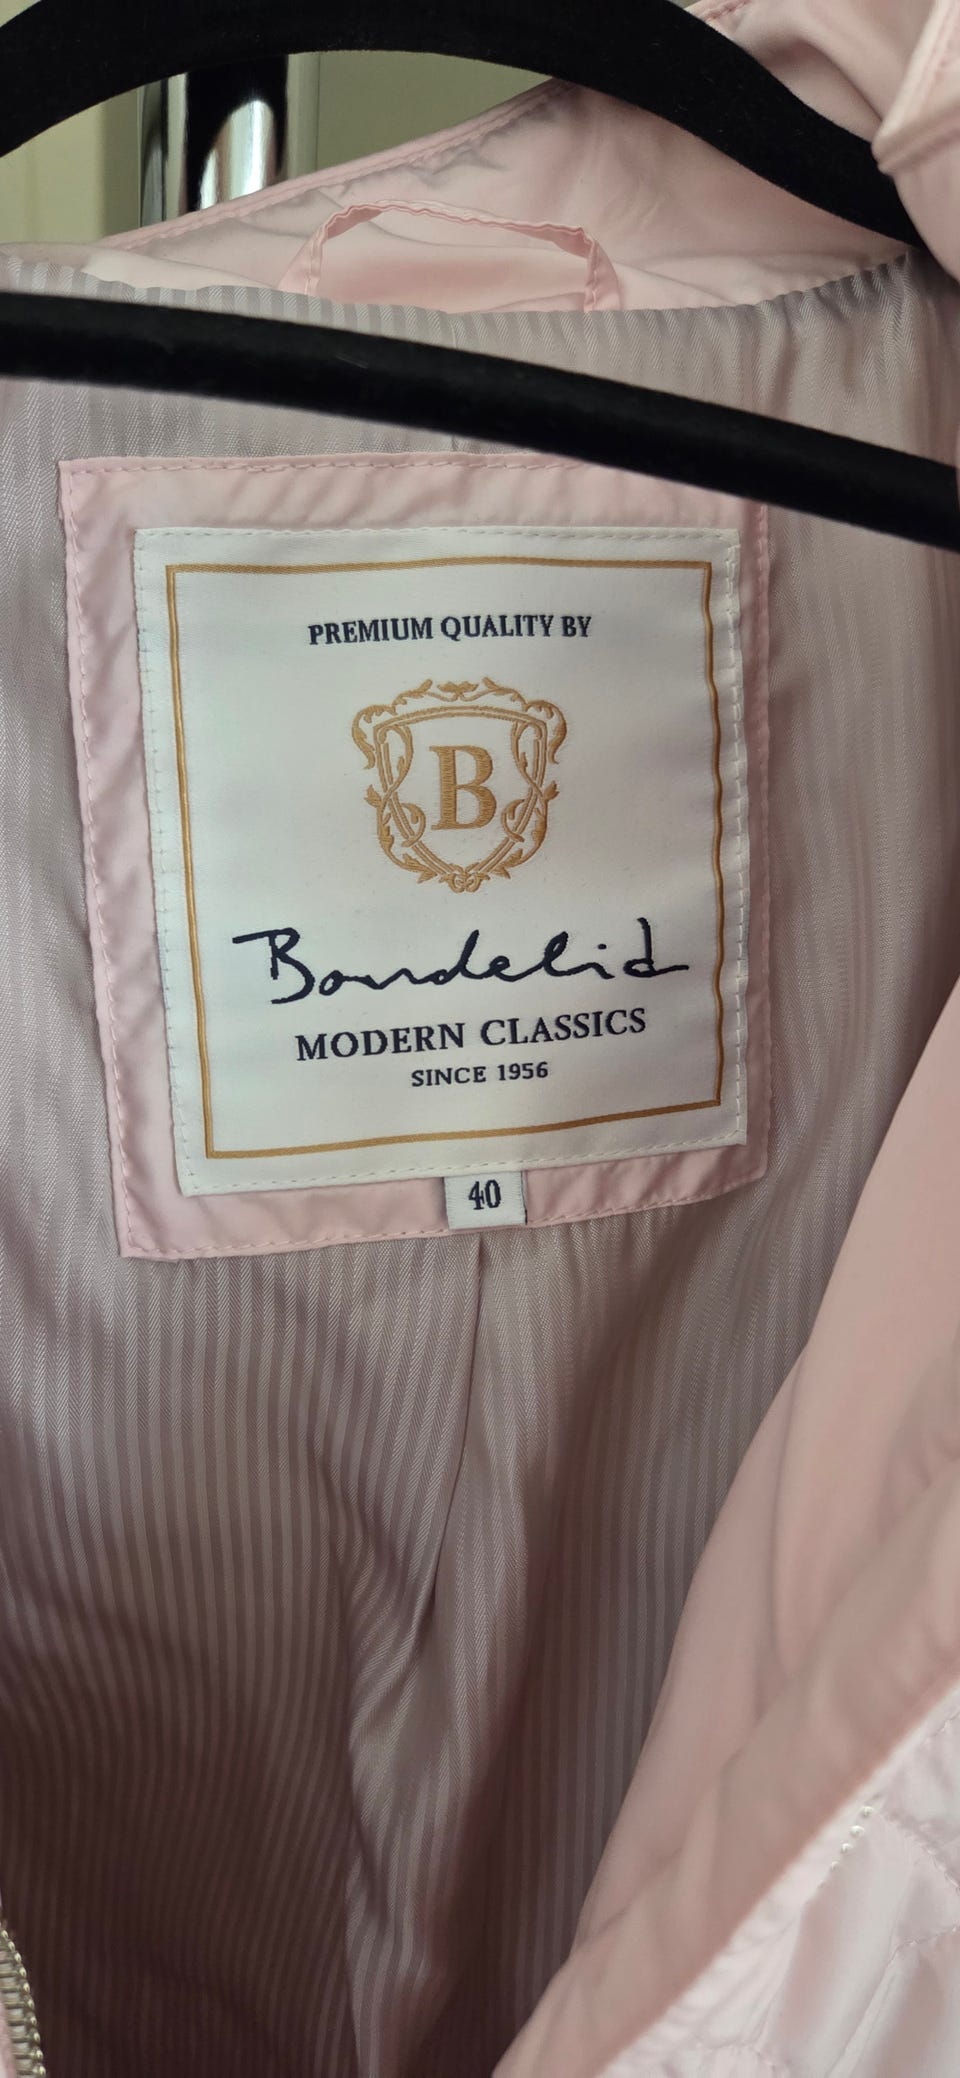 PREMIUM QUALITY BY
B
Bondelid
MODERN CLASSICS
SINCE 1956
40